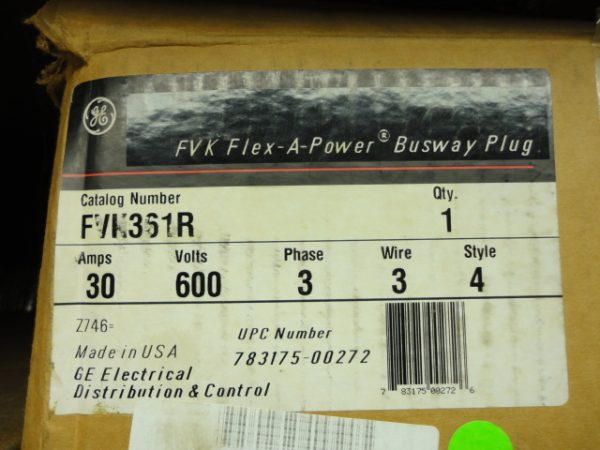 GE
FVK Flex-A-Power® Busway Plug
Catalog Number Qty.
FVK361R 1
Amps Volts Phase Wire Style
30 600 3 3 4
Z746=
UPC Number
Made in USA 783175-00272
GE Electrical
Distribution & Control
7 83175 00272 6